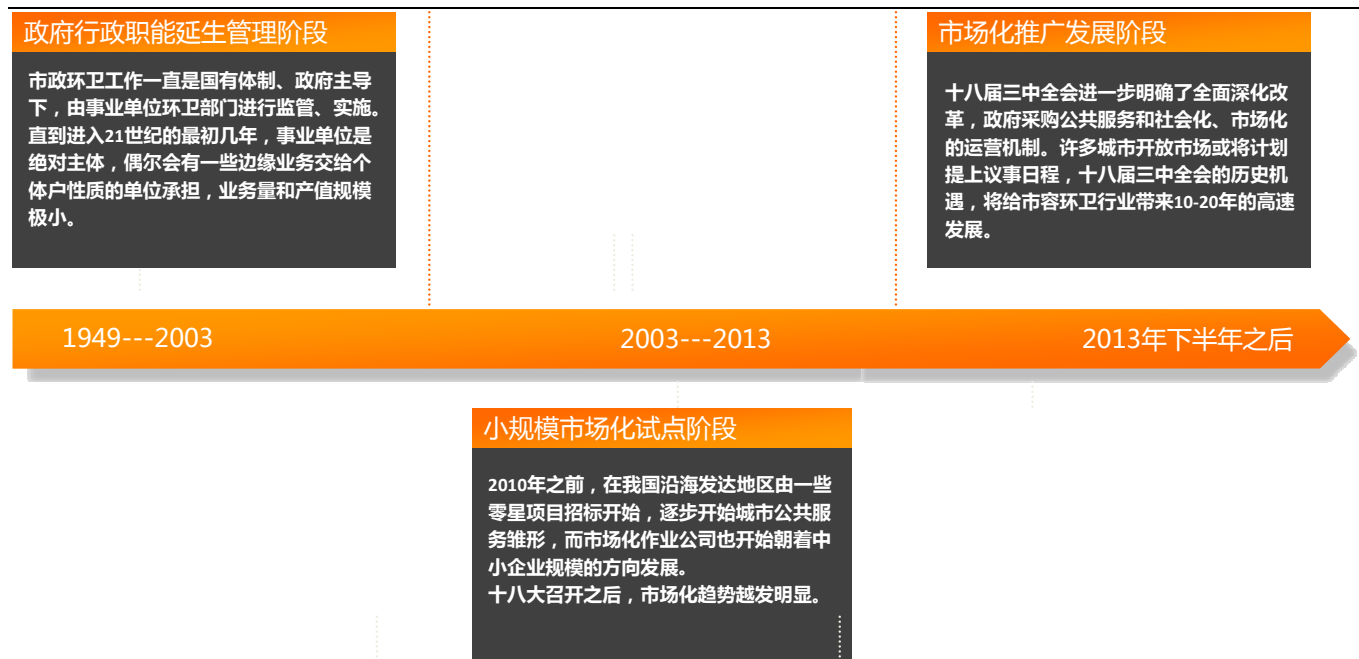 政府行政职能延生管理阶段
市政环卫工作一直是国有体制、政府主导
下，由事业单位环卫部门进行监管、实施。
直到进入21世纪的最初几年，事业单位是
绝对主体，偶尔会有一些边缘业务交给个
体户性质的单位承担，业务量和产值规模
极小。
市场化推广发展阶段
十八届三中全会进一步明确了全面深化改
革，政府采购公共服务和社会化、市场化
的运营机制。许多城市开放市场或将计划
提上议事日程，十八届三中全会的历史机
遇，将给市容环卫行业带来10-20年的高速
发展。
1949---2003
2003---2013
2013年下半年之后
小规模市场化试点阶段
2010年之前，在我国沿海发达地区由一些
零星项目招标开始，逐步开始城市公共服
务雏形，而市场化作业公司也开始朝着中
小企业规模的方向发展。
十八大召开之后，市场化趋势越发明显。